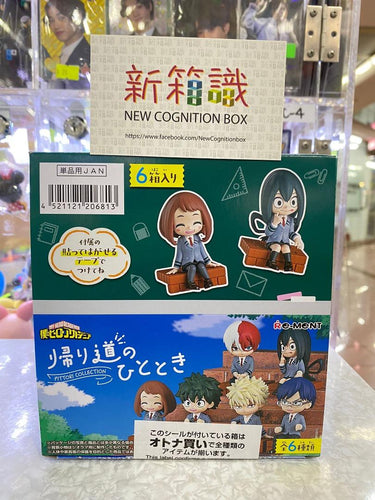 新箱識
NEW COGNITION BOX
https://www.facebook.com/NewCognitionbox
単品用JAN
4521121206813
6箱入り
付属の
貼ってはがせる
テープで
つけてね
僕のヒーローアカデミア
RE-MENT
帰り道の
ひととき
HITTORI COLLECTION
このシールが付いている箱は
オトナ買いで全種類の
アイテムが揃います。
全6種類